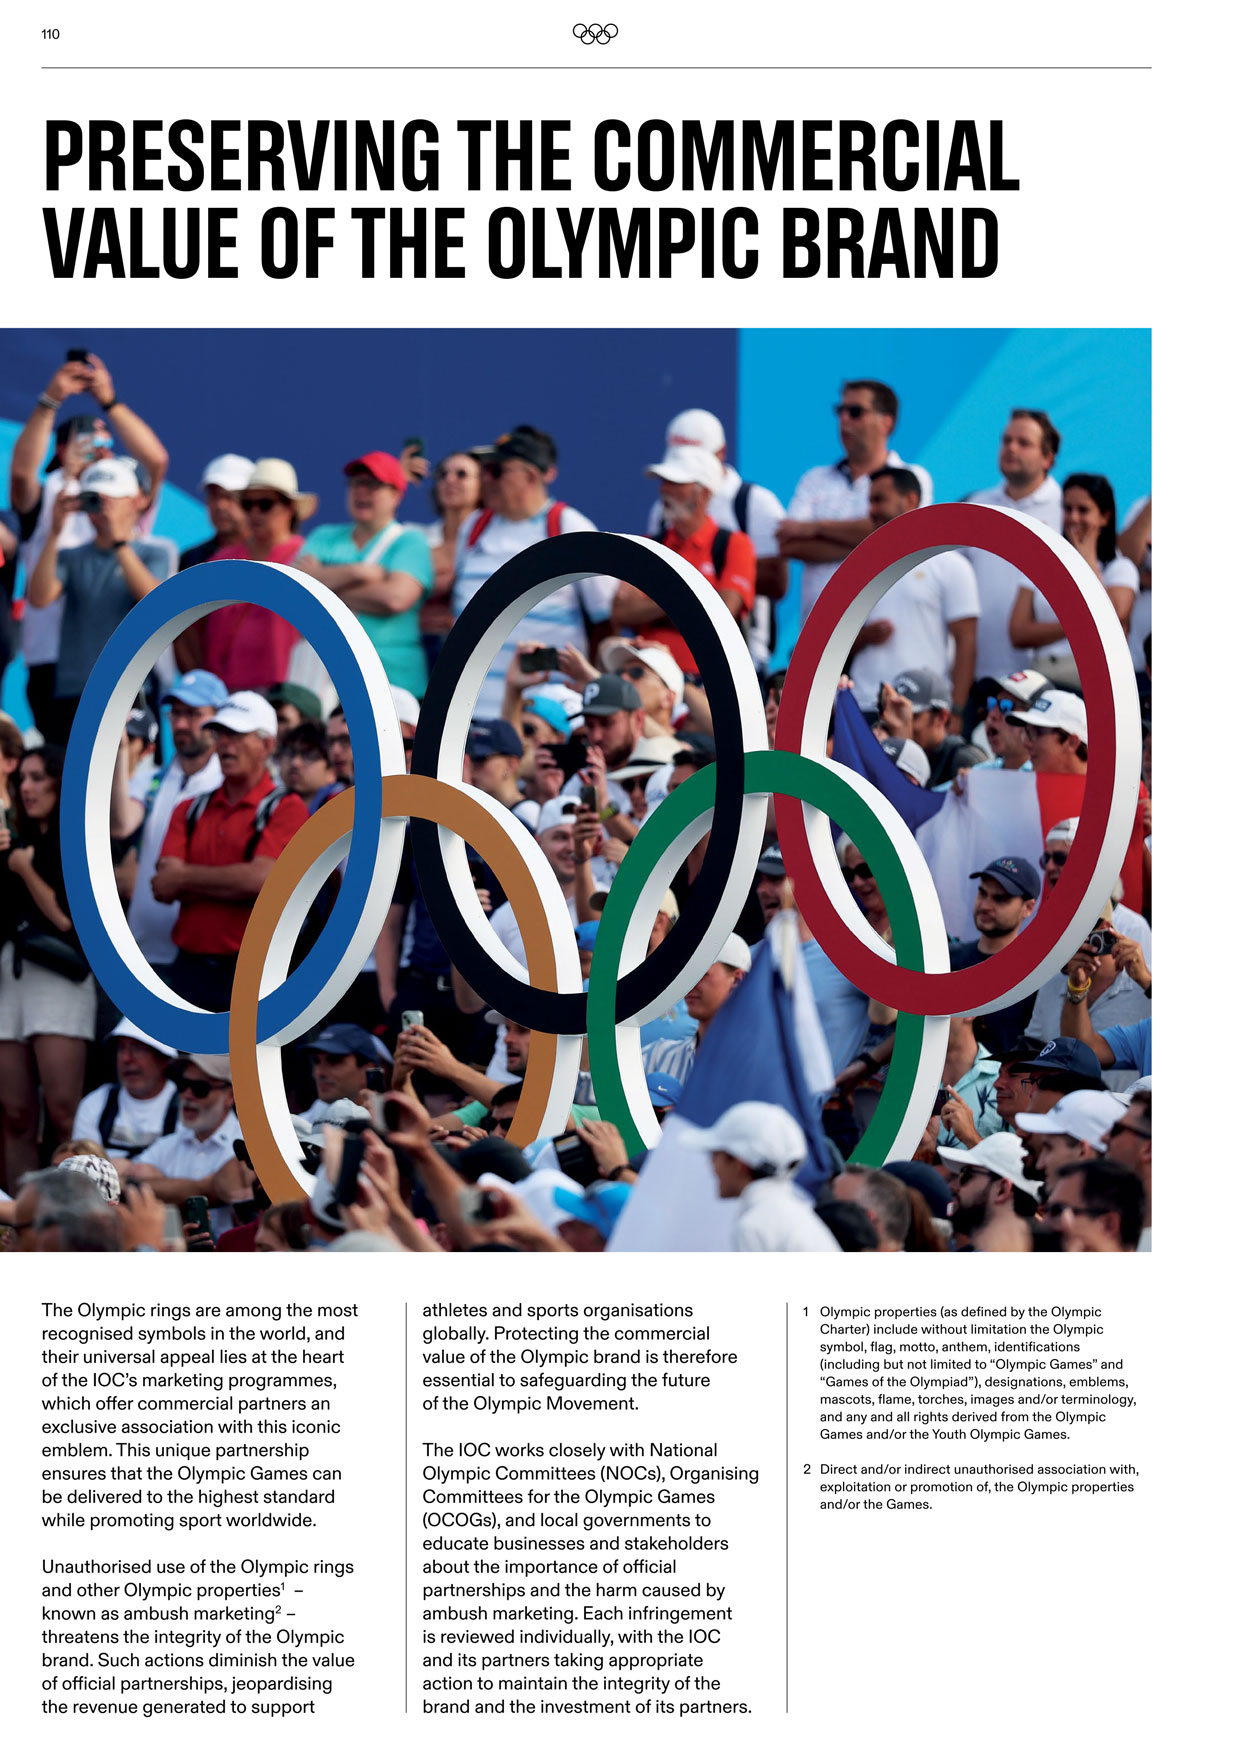 110
PRESERVING THE COMMERCIAL
VALUE OF THE OLYMPIC BRAND
The Olympic rings are among the most
recognised symbols in the world, and
their universal appeal lies at the heart
of the IOC’s marketing programmes,
which offer commercial partners an
exclusive association with this iconic
emblem. This unique partnership
ensures that the Olympic Games can
be delivered to the highest standard
while promoting sport worldwide.
Unauthorised use of the Olympic rings
and other Olympic properties¹ –
known as ambush marketing² –
threatens the integrity of the Olympic
brand. Such actions diminish the value
of official partnerships, jeopardising
the revenue generated to support
athletes and sports organisations
globally. Protecting the commercial
value of the Olympic brand is therefore
essential to safeguarding the future
of the Olympic Movement.
The IOC works closely with National
Olympic Committees (NOCs), Organising
Committees for the Olympic Games
(OCOGs), and local governments to
educate businesses and stakeholders
about the importance of official
partnerships and the harm caused by
ambush marketing. Each infringement
is reviewed individually, with the IOC
and its partners taking appropriate
action to maintain the integrity of the
brand and the investment of its partners.
1 Olympic properties (as defined by the Olympic
Charter) include without limitation the Olympic
symbol, flag, motto, anthem, identifications
(including but not limited to “Olympic Games” and
“Games of the Olympiad”), designations, emblems,
mascots, flame, torches, images and/or terminology,
and any and all rights derived from the Olympic
Games and/or the Youth Olympic Games.
2 Direct and/or indirect unauthorised association with,
exploitation or promotion of, the Olympic properties
and/or the Games.